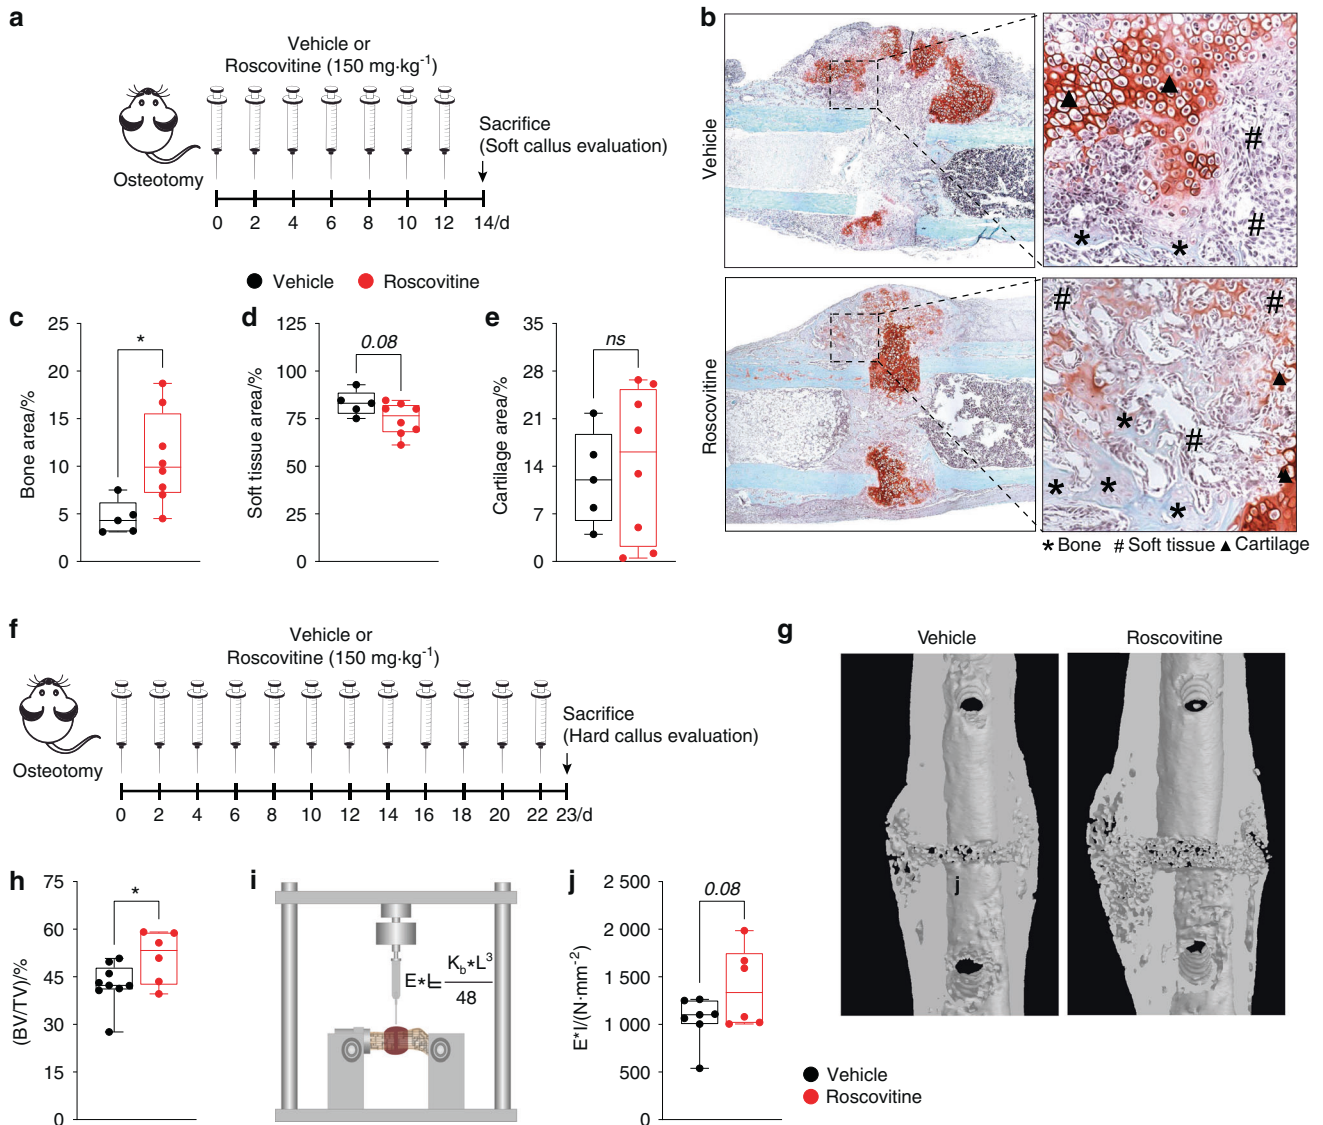 a
Vehicle or
Roscovitine (150 mg·kg-1)
Sacrifice
(Soft callus evaluation)
Osteotomy
0 2 4 6 8 10 12 14/d
b
Vehicle
Roscovitine
* # ▲
* Bone # Soft tissue ▲ Cartilage
Vehicle Roscovitine
c
Bone area/%
25
20
15
10
5
0
*
d
Soft tissue area/%
125
100
75
50
25
0
0.08
e
Cartilage area/%
35
28
21
14
7
0
ns
f
Vehicle or
Roscovitine (150 mg·kg-1)
Sacrifice
(Hard callus evaluation)
Osteotomy
0 2 4 6 8 10 12 14 16 18 20 22 23/d
g
Vehicle Roscovitine
j
h
(BV/TV)/%
75
60
45
30
15
0
*
i
E*I= Kb*L3
48
j
E*I/(N·mm-2)
2 500
2 000
1 500
1 000
500
0
0.08
Vehicle
Roscovitine